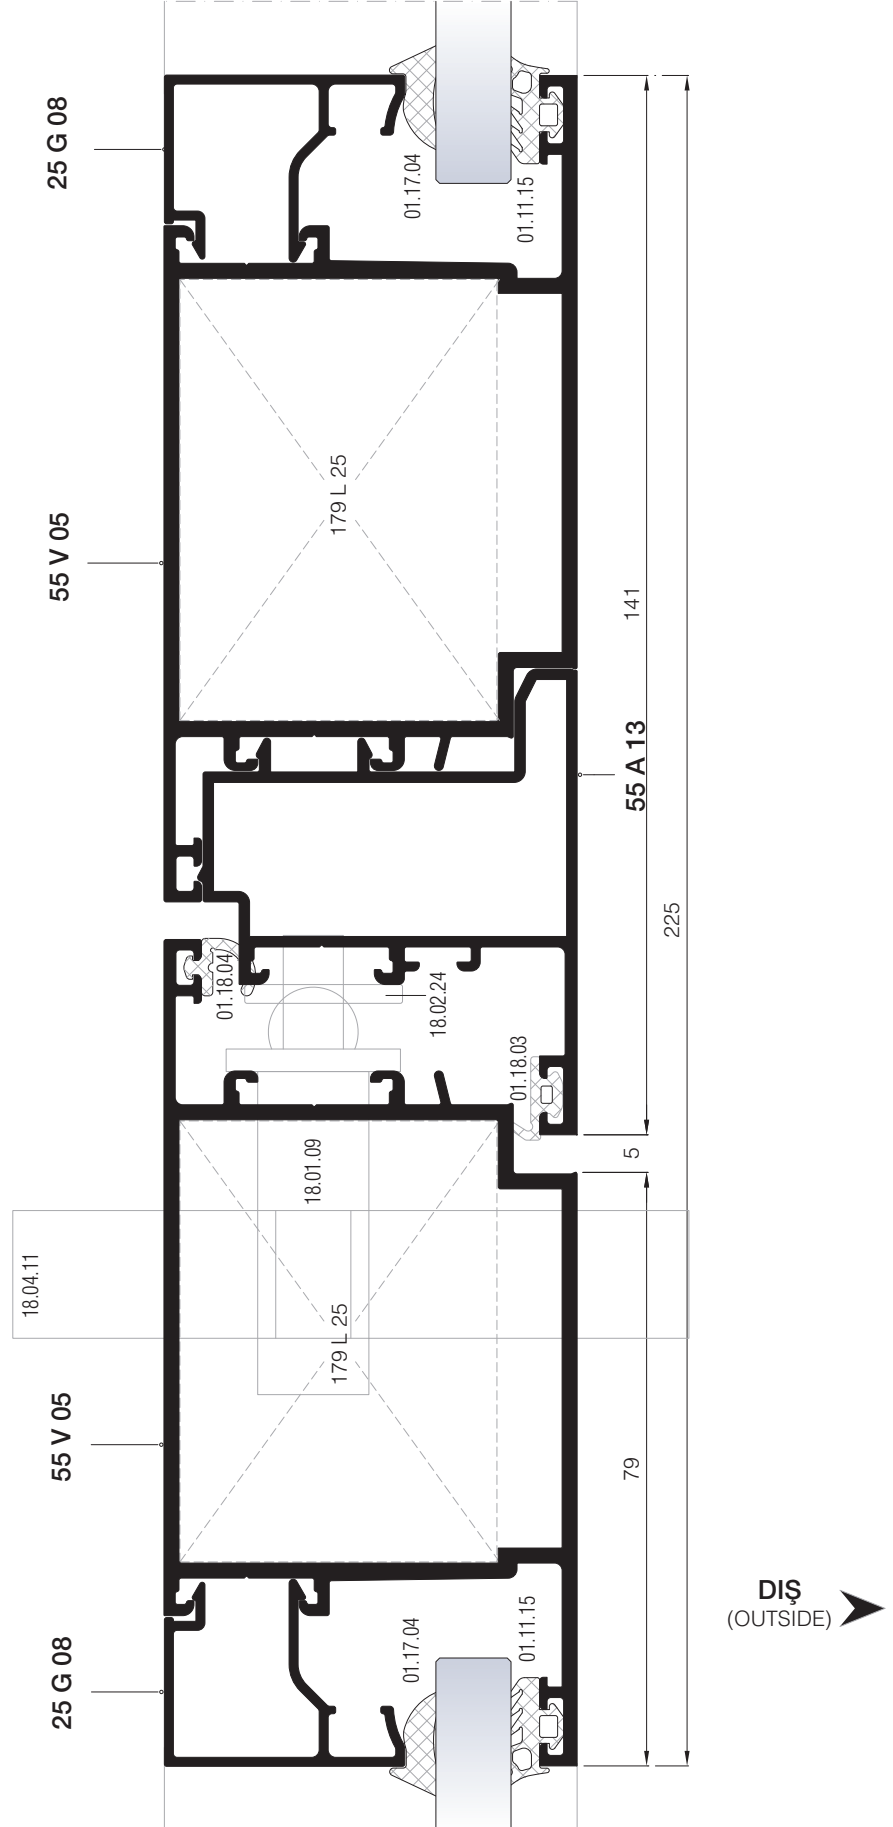 25 G 08
01.17.04
01.11.15
179 L 25
55 V 05
141
55 A 13
225
01.18.04
18.02.24
01.18.03
5
18.01.09
18.04.11
179 L 25
55 V 05
79
DIŞ
(OUTSIDE)
01.17.04
01.11.15
25 G 08